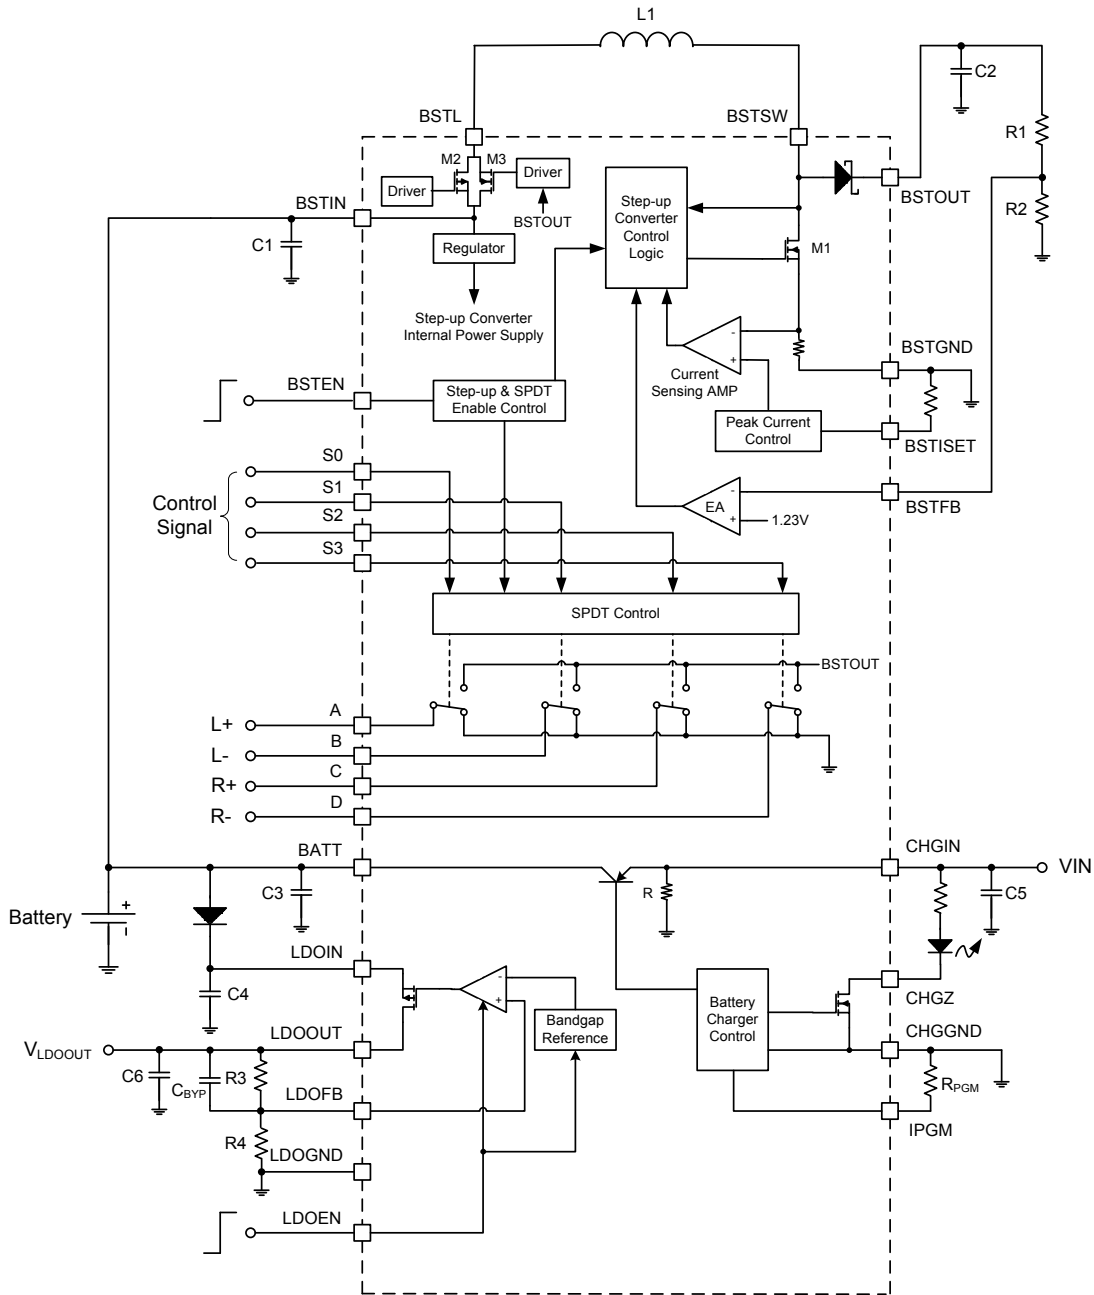 L1
C2
BSTL
BSTSW
R1
M2
M3
Driver
Driver
BSTOUT
BSTIN
BSTOUT
R2
Step-up
Converter
Control
Logic
C1
Regulator
M1
Step-up Converter
Internal Power Supply
-
+
Current
Sensing AMP
BSTGND
BSTEN
Step-up & SPDT
Enable Control
Peak Current
Control
BSTISET
S0
S1
S2
S3
Control
Signal
EA
-
+
1.23V
BSTFB
SPDT Control
BSTOUT
L+
A
L-
B
R+
C
R-
D
BATT
CHGIN
VIN
C3
R
C5
Battery
+
-
LDOIN
C4
-
+
Bandgap
Reference
Battery
Charger
Control
CHGZ
VLDOOUT
LDOOUT
CHGGND
C6
CBYP
R3
RPGM
LDOFB
IPGM
R4
LDOGND
LDOEN